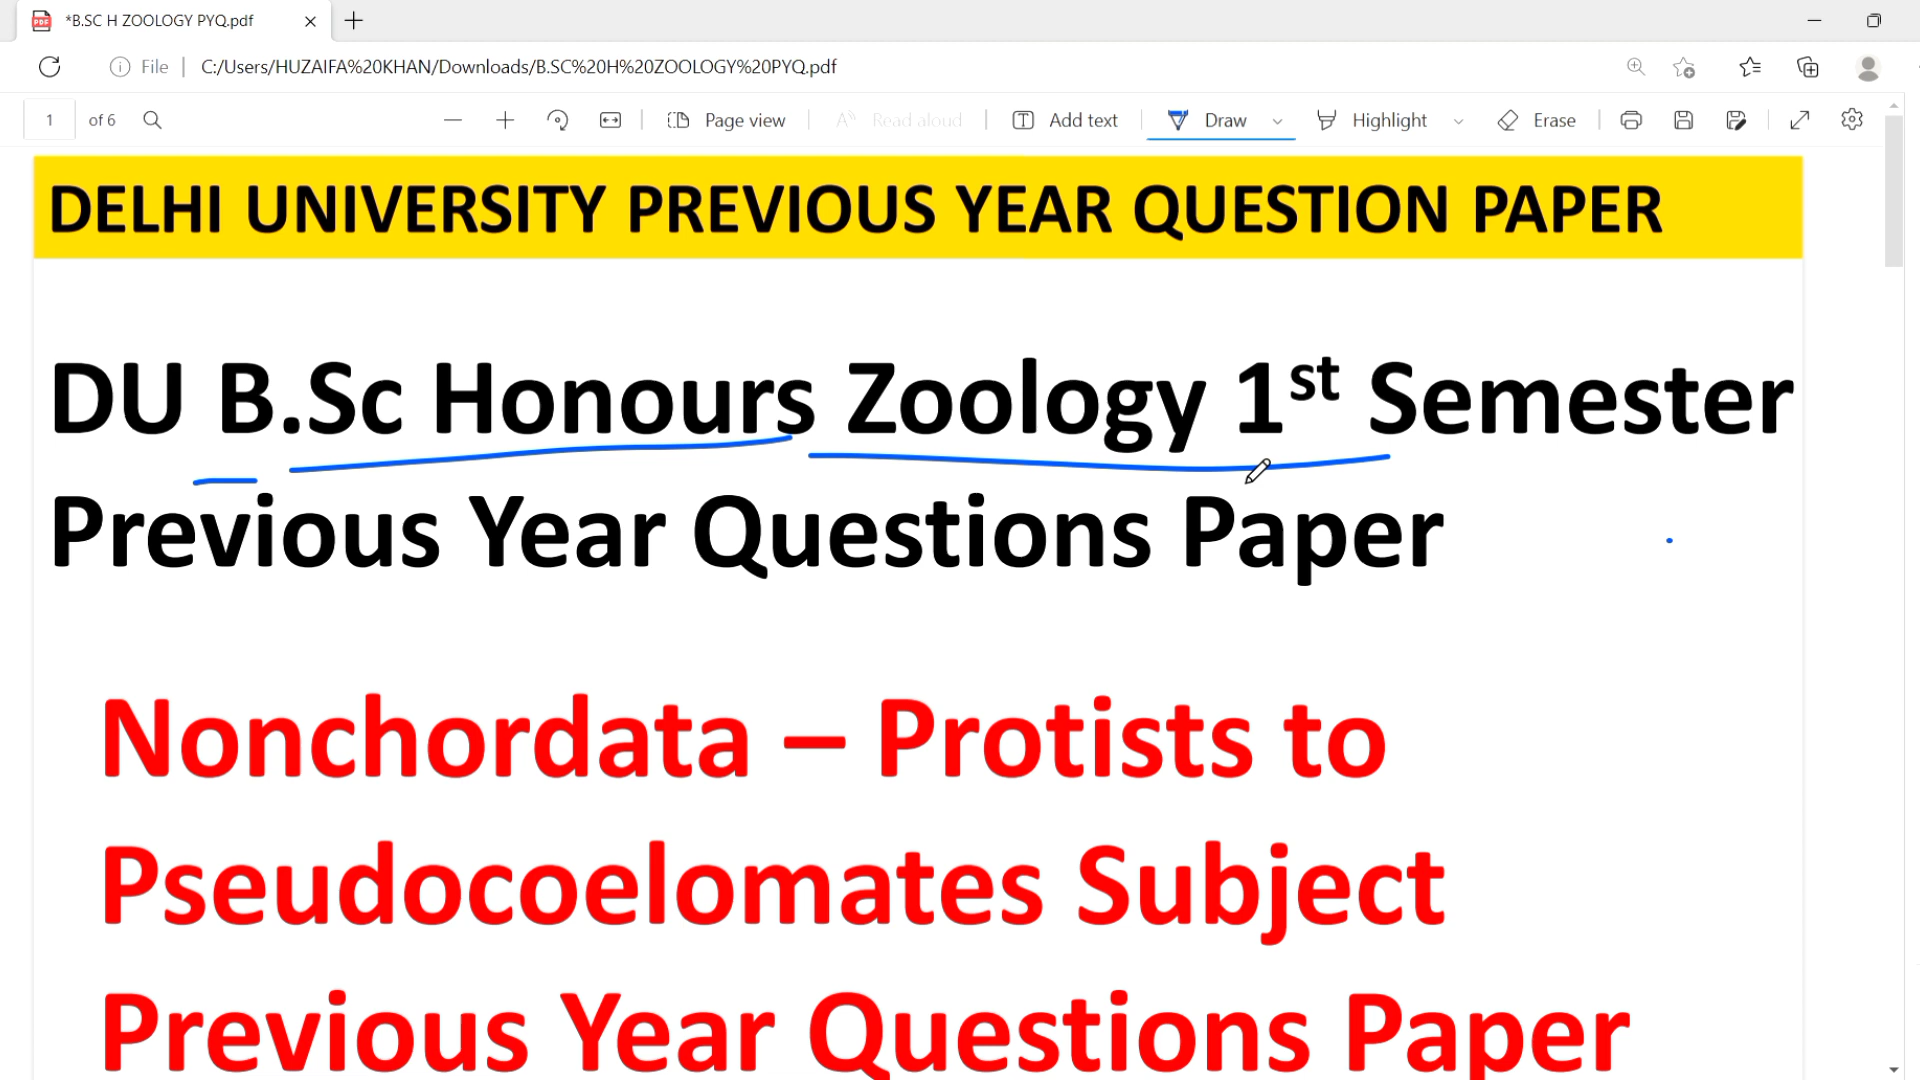 *B.SC H ZOOLOGY PYQ.pdf
File | C:/Users/HUZAIFA%20KHAN/Downloads/B.SC%20H%20ZOOLOGY%20PYQ.pdf
1 of 6 Page view Read aloud Add text Draw Highlight Erase
DELHI UNIVERSITY PREVIOUS YEAR QUESTION PAPER
DU B.Sc Honours Zoology 1st Semester
Previous Year Questions Paper
Nonchordata – Protists to
Pseudocoelomates Subject
Previous Year Questions Paper